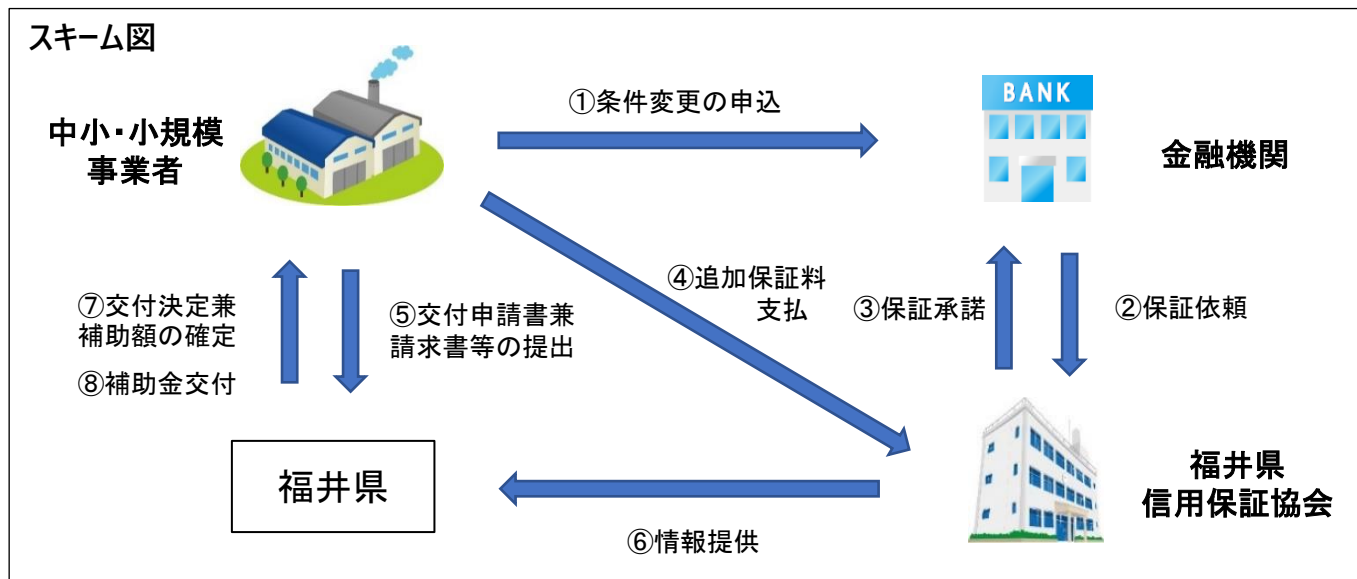 スキーム図
中小・小規模
事業者
①条件変更の申込
BANK
金融機関
⑦交付決定兼
補助額の確定
⑧補助金交付
⑤交付申請書兼
請求書等の提出
④追加保証料
支払
③保証承諾
②保証依頼
福井県
⑥情報提供
福井県
信用保証協会